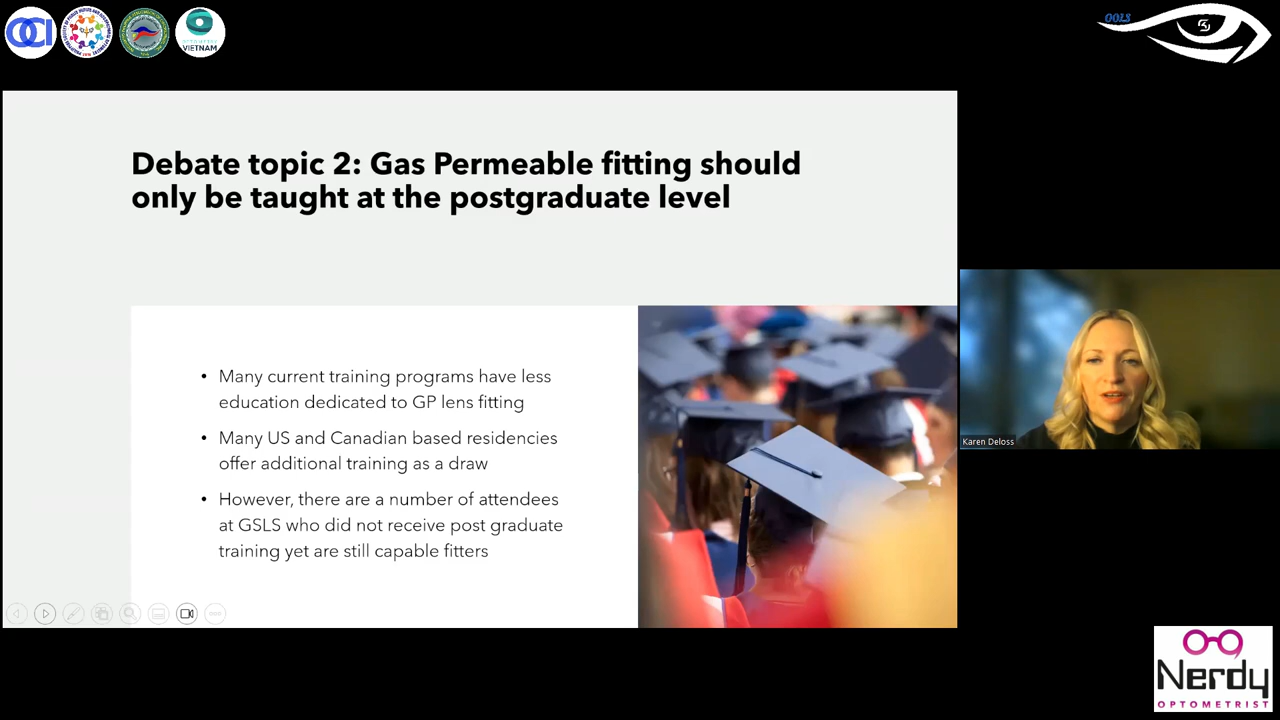 OCI
VIETNAM
OOLS
Debate topic 2: Gas Permeable fitting should
only be taught at the postgraduate level
• Many current training programs have less
education dedicated to GP lens fitting
• Many US and Canadian based residencies
offer additional training as a draw
• However, there are a number of attendees
at GSLS who did not receive post graduate
training yet are still capable fitters
Karen Deloss
Nerdy
OPTOMETRIST